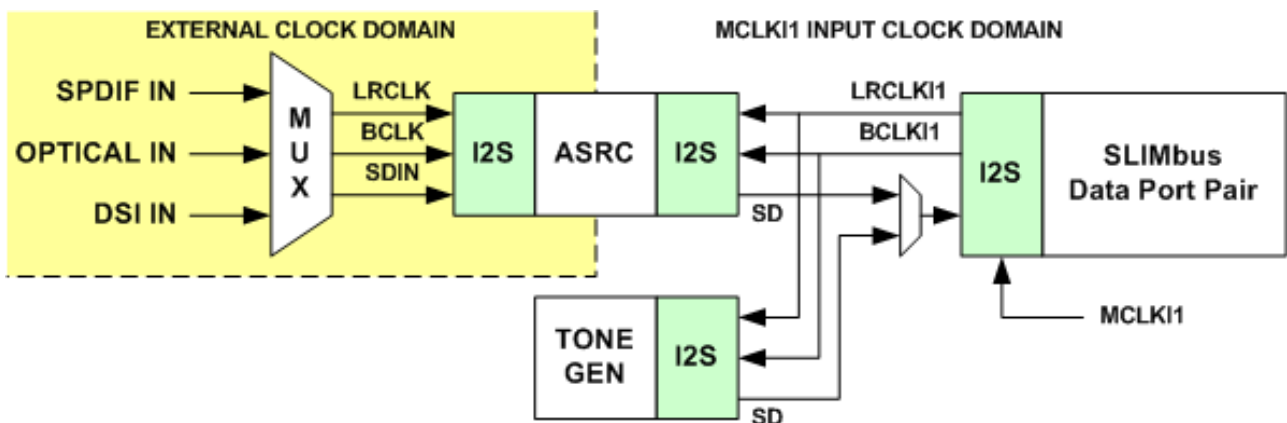 EXTERNAL CLOCK DOMAIN
MCLKI1 INPUT CLOCK DOMAIN
SPDIF IN
OPTICAL IN
DSI IN
MUX
LRCLK
BCLK
SDIN
I2S
ASRC
I2S
LRCLKI1
BCLKI1
SD
I2S
SLIMbus
Data Port Pair
MCLKI1
TONE
GEN
I2S
SD